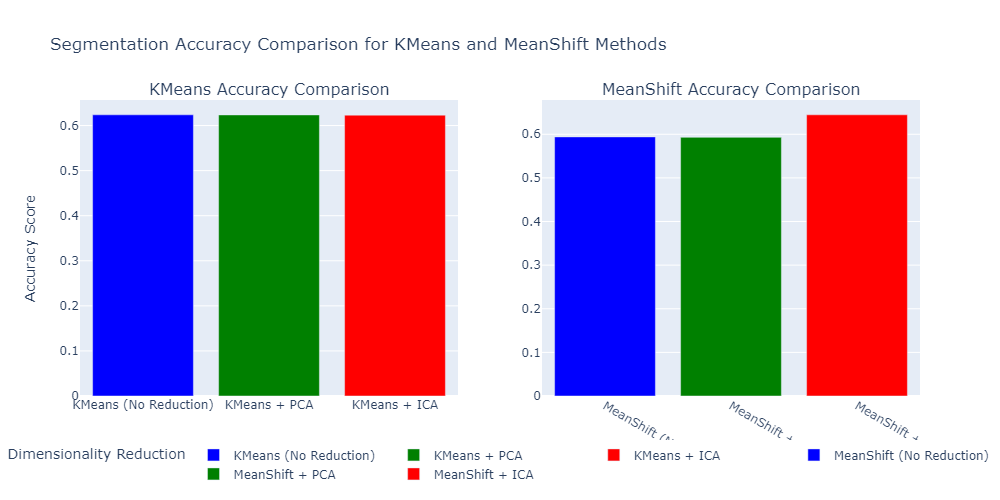 Segmentation Accuracy Comparison for KMeans and MeanShift Methods
KMeans Accuracy Comparison
MeanShift Accuracy Comparison
Accuracy Score
0.6
0.5
0.4
0.3
0.2
0.1
0
KMeans (No Reduction)
KMeans + PCA
KMeans + ICA
0.6
0.5
0.4
0.3
0.2
0.1
0
MeanShift
MeanShift +
MeanShift +
Dimensionality Reduction
KMeans (No Reduction)
KMeans + PCA
KMeans + ICA
MeanShift (No Reduction)
MeanShift + PCA
MeanShift + ICA